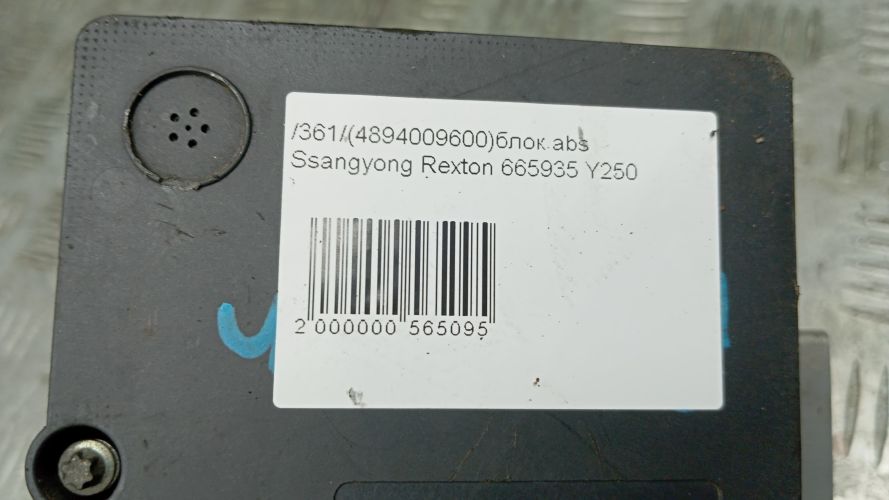 /361/(4894009600)блок.abs
Ssangyong Rexton 665935 Y250
2 000000 565095